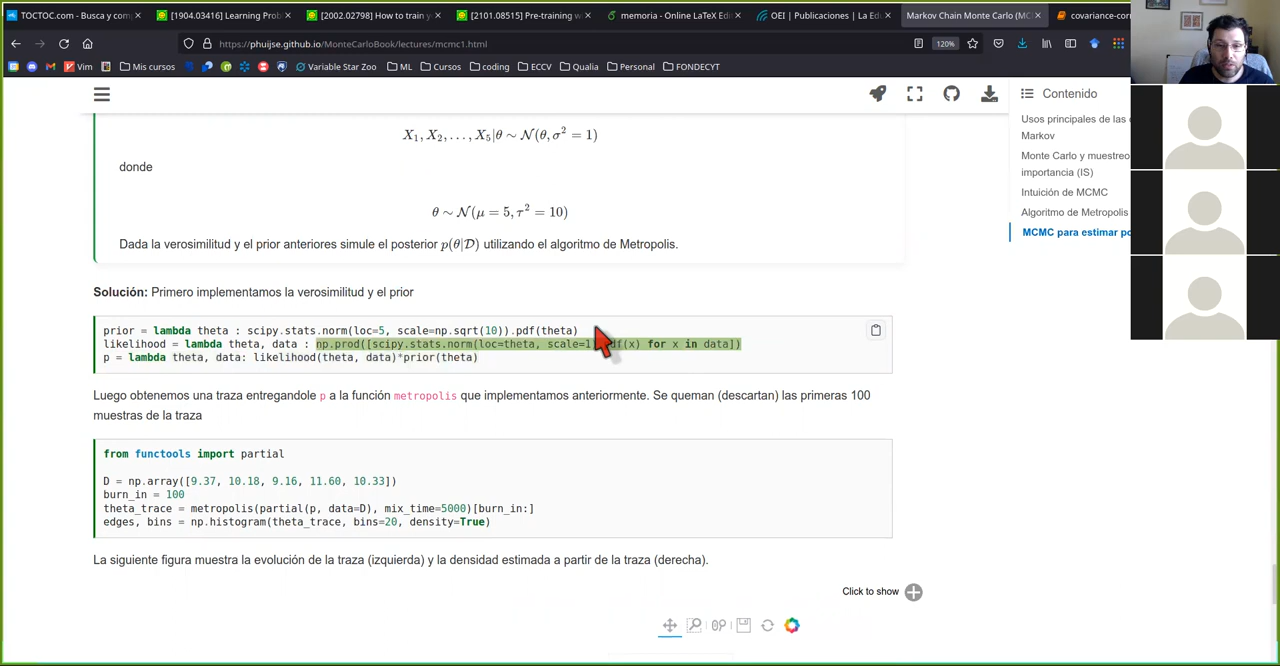 TOCTOC.com - Busca y comp
[1904.03416] Learning Prob
[2002.02798] How to train y
[2101.08515] Pre-training w
memoria - Online LaTeX Edit
OEI | Publicaciones | La Edu
Markov Chain Monte Carlo (MC
covariance-corr
https://phuijse.github.io/MonteCarloBook/lectures/mcmc1.html
120%
Vim
Mis cursos
Variable Star Zoo
ML
Cursos
coding
ECCV
Qualia
Personal
FONDECYT
Contenido
Usos principales de las
Markov
Monte Carlo y muestreo
importancia (IS)
Intuición de MCMC
Algoritmo de Metropolis
MCMC para estimar po
X₁, X₂, . . . , X₅|θ ∼ N(θ, σ² = 1)
donde
θ ∼ N(μ = 5, τ² = 10)
Dada la verosimilitud y el prior anteriores simule el posterior p(θ|D) utilizando el algoritmo de Metropolis.
Solución: Primero implementamos la verosimilitud y el prior
prior = lambda theta : scipy.stats.norm(loc=5, scale=np.sqrt(10)).pdf(theta)
likelihood = lambda theta, data : np.prod([scipy.stats.norm(loc=theta, scale=1).pdf(x) for x in data])
p = lambda theta, data: likelihood(theta, data)*prior(theta)
Luego obtenemos una traza entregandole p a la función metropolis que implementamos anteriormente. Se queman (descartan) las primeras 100
muestras de la traza
from functools import partial
D = np.array([9.37, 10.18, 9.16, 11.60, 10.33])
burn_in = 100
theta_trace = metropolis(partial(p, data=D), mix_time=5000)[burn_in:]
edges, bins = np.histogram(theta_trace, bins=20, density=True)
La siguiente figura muestra la evolución de la traza (izquierda) y la densidad estimada a partir de la traza (derecha).
Click to show